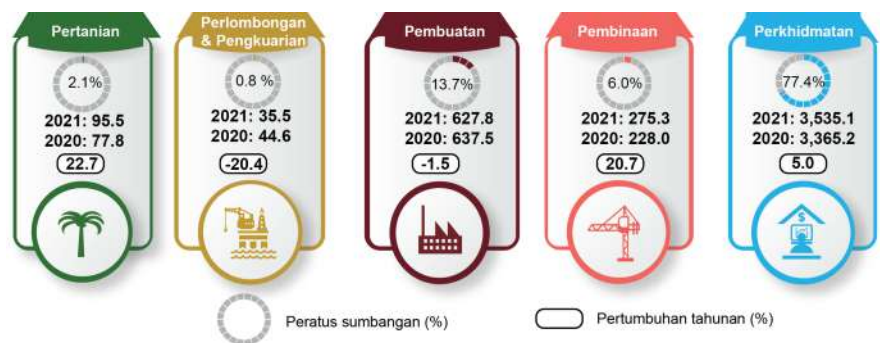 Pertanian
2.1%
2021: 95.5
2020: 77.8
22.7
Perlombongan
& Pengkuarian
0.8 %
2021: 35.5
2020: 44.6
-20.4
Pembuatan
13.7%
2021: 627.8
2020: 637.5
-1.5
Pembinaan
6.0%
2021: 275.3
2020: 228.0
20.7
Perkhidmatan
77.4%
2021: 3,535.1
2020: 3,365.2
5.0
$
Peratus sumbangan (%)
Pertumbuhan tahunan (%)